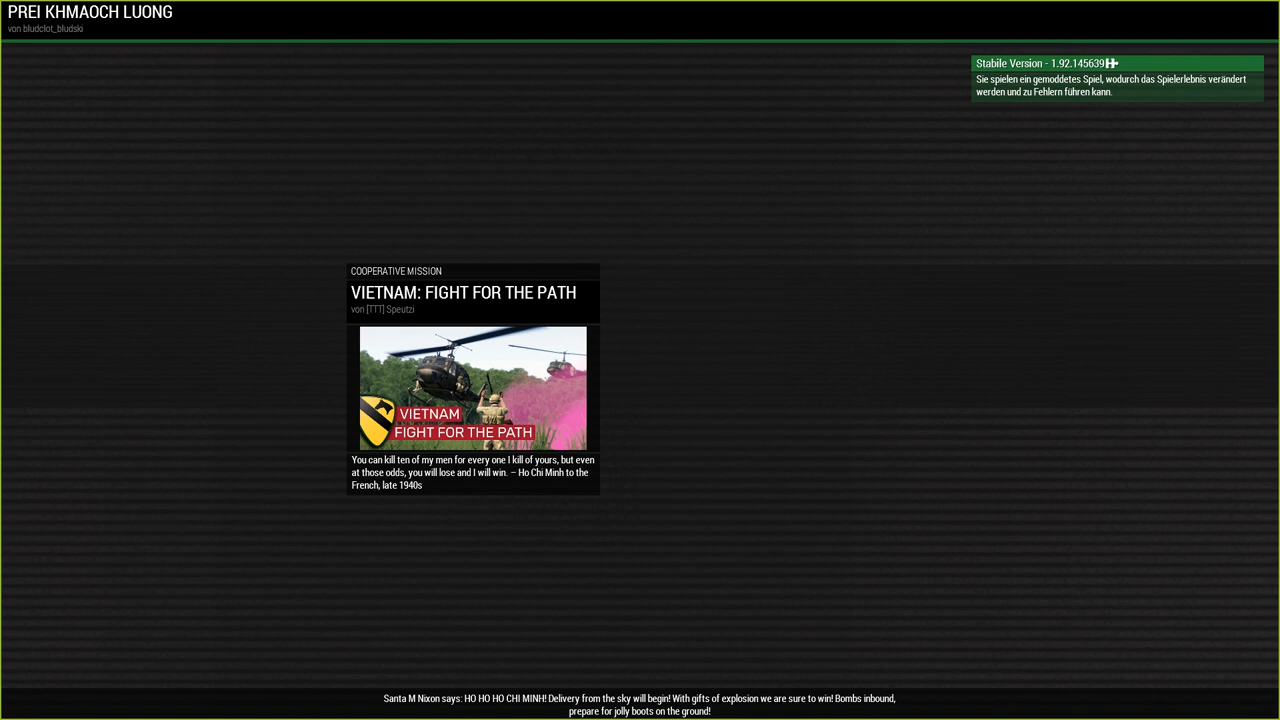 PREI KHMAOCH LUONG
von bludclot_bludski
Stabile Version - 1.92.145639
Sie spielen ein gemoddetes Spiel, wodurch das Spielerlebnis verändert
werden und zu Fehlern führen kann.
COOPERATIVE MISSION
VIETNAM: FIGHT FOR THE PATH
von [TTT] Speutzi
VIETNAM
FIGHT FOR THE PATH
You can kill ten of my men for every one I kill of yours, but even
at those odds, you will lose and I will win. – Ho Chi Minh to the
French, late 1940s
Santa M Nixon says: HO HO HO CHI MINH! Delivery from the sky will begin! With gifts of explosion we are sure to win! Bombs inbound,
prepare for jolly boots on the ground!